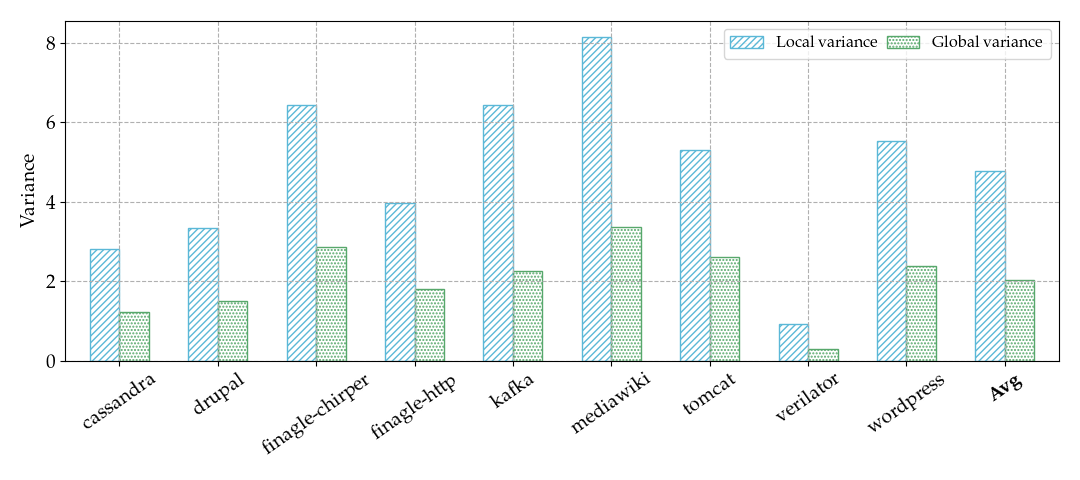 Local variance
Global variance
Variance
8
6
4
2
0
cassandra
drupal
finagle-chirper
finagle-http
kafka
mediawiki
tomcat
verilator
wordpress
Avg